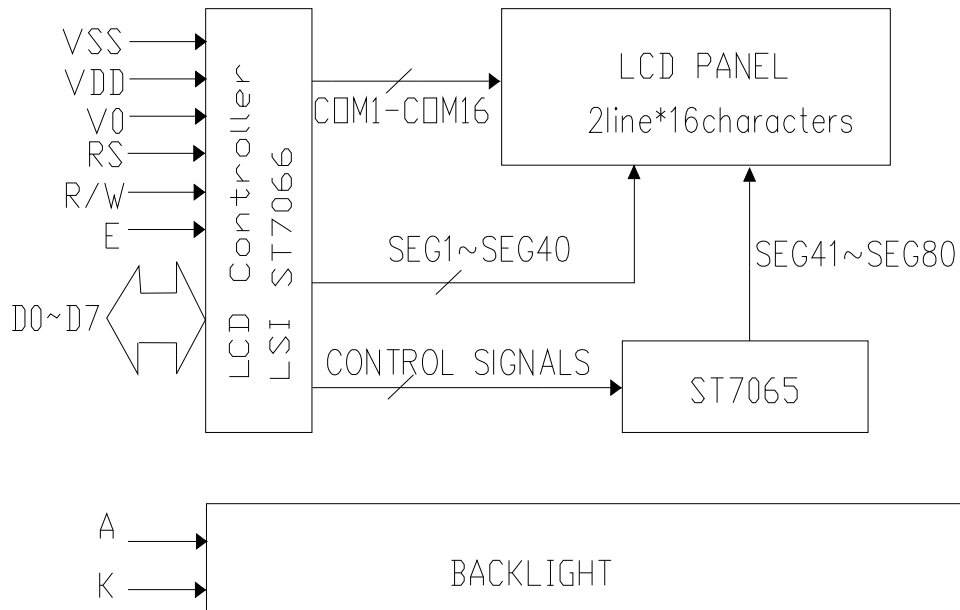 VSS
VDD
V0
RS
R/W
E
D0~D7
LCD Controller
LSI ST7066
COM1-COM16
LCD PANEL
2line*16characters
SEG1~SEG40
SEG41~SEG80
CONTROL SIGNALS
ST7065
A
K
BACKLIGHT